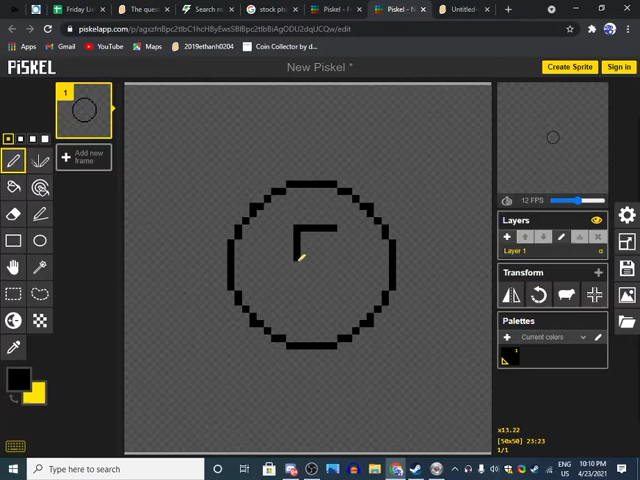 Friday Lic
The ques
Search re
stock ph
Piskel - F
Piskel - N
Untitled-
piskelapp.com/p/agxzfnBpc2tlbC1hcHByEwsSBlBpc2tlbBiAgODU2dqUCQw/edit
Apps
Gmail
YouTube
Maps
2019ethanh0204
Coin Collector by d...
PiSKEL
New Piskel *
Create Sprite
Sign in
1
Add new
frame
12 FPS
Layers
Layer 1
α
Transform
Palettes
Current colors
1
x13.22
[50x50] 23:23
1/1
Type here to search
ENG
US
10:10 PM
4/23/2021